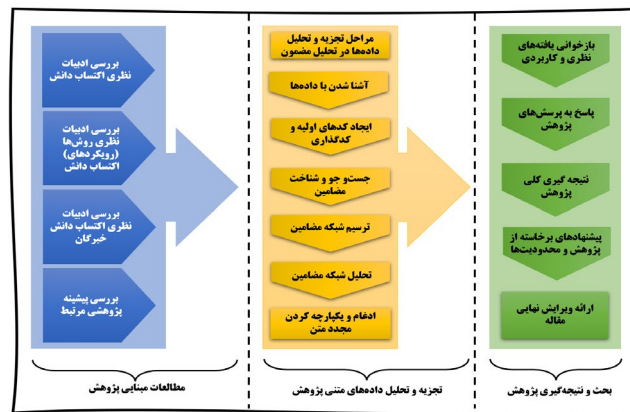 بررسی ادبیات
نظری اکتساب دانش
بررسی ادبیات
نظری روش‌ها
(رویکردهای)
اکتساب دانش
بررسی ادبیات
نظری اکتساب دانش
خبرگان
بررسی پیشینه
پژوهشی مرتبط
مطالعات مبنایی پژوهش
مراحل تجزیه و تحلیل
داده‌ها در تحلیل مضمون
آشنا شدن با داده‌ها
ایجاد کدهای اولیه و
کدگذاری
جست‌و جو و شناخت
مضامین
ترسیم شبکه مضامین
تحلیل شبکه مضامین
ادغام و یکپارچه کردن
مجدد متن
تجزیه و تحلیل داده‌های متنی پژوهش
بازخوانی یافته‌های
نظری و کاربردی
پاسخ به پرسش‌های
پژوهش
نتیجه گیری کلی
پژوهش
پیشنهادهای برخاسته از
پژوهش و محدودیت‌ها
ارائه ویرایش نهایی
مقاله
بحث و نتیجه‌گیری پژوهش